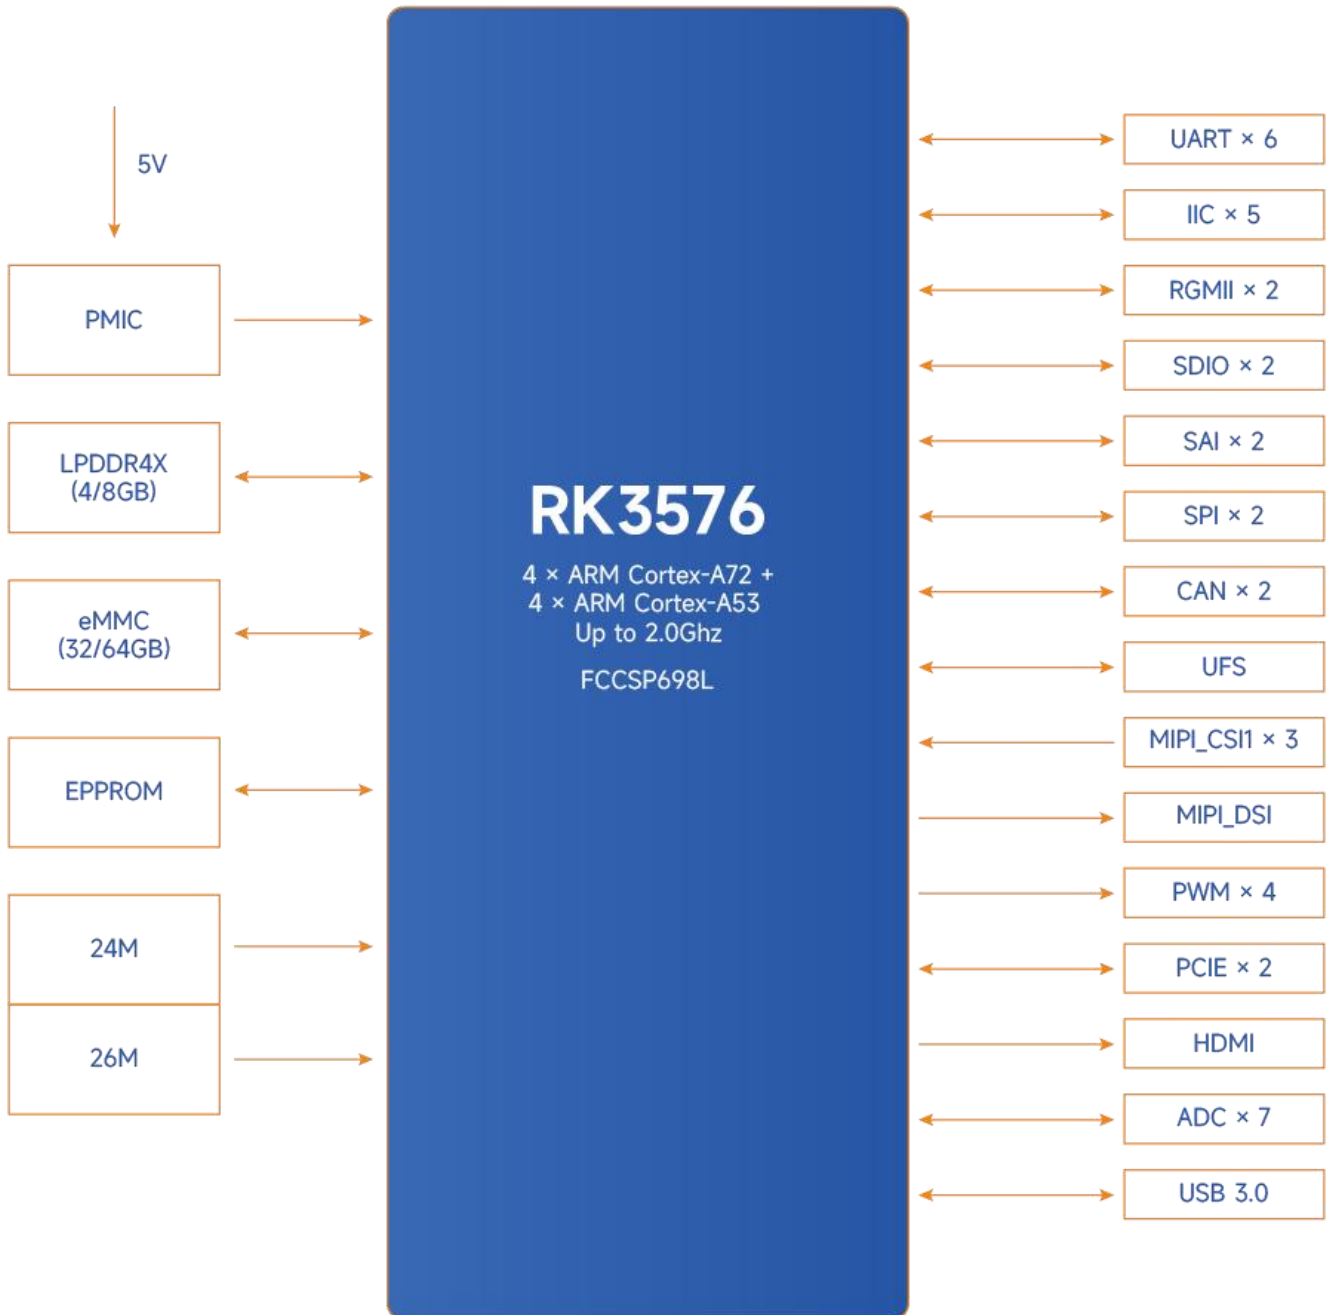 5V
PMIC
LPDDR4X
(4/8GB)
eMMC
(32/64GB)
EPPROM
24M
26M
RK3576
4 × ARM Cortex-A72 +
4 × ARM Cortex-A53
Up to 2.0Ghz
FCCSP698L
UART × 6
IIC × 5
RGMII × 2
SDIO × 2
SAI × 2
SPI × 2
CAN × 2
UFS
MIPI_CSI1 × 3
MIPI_DSI
PWM × 4
PCIE × 2
HDMI
ADC × 7
USB 3.0